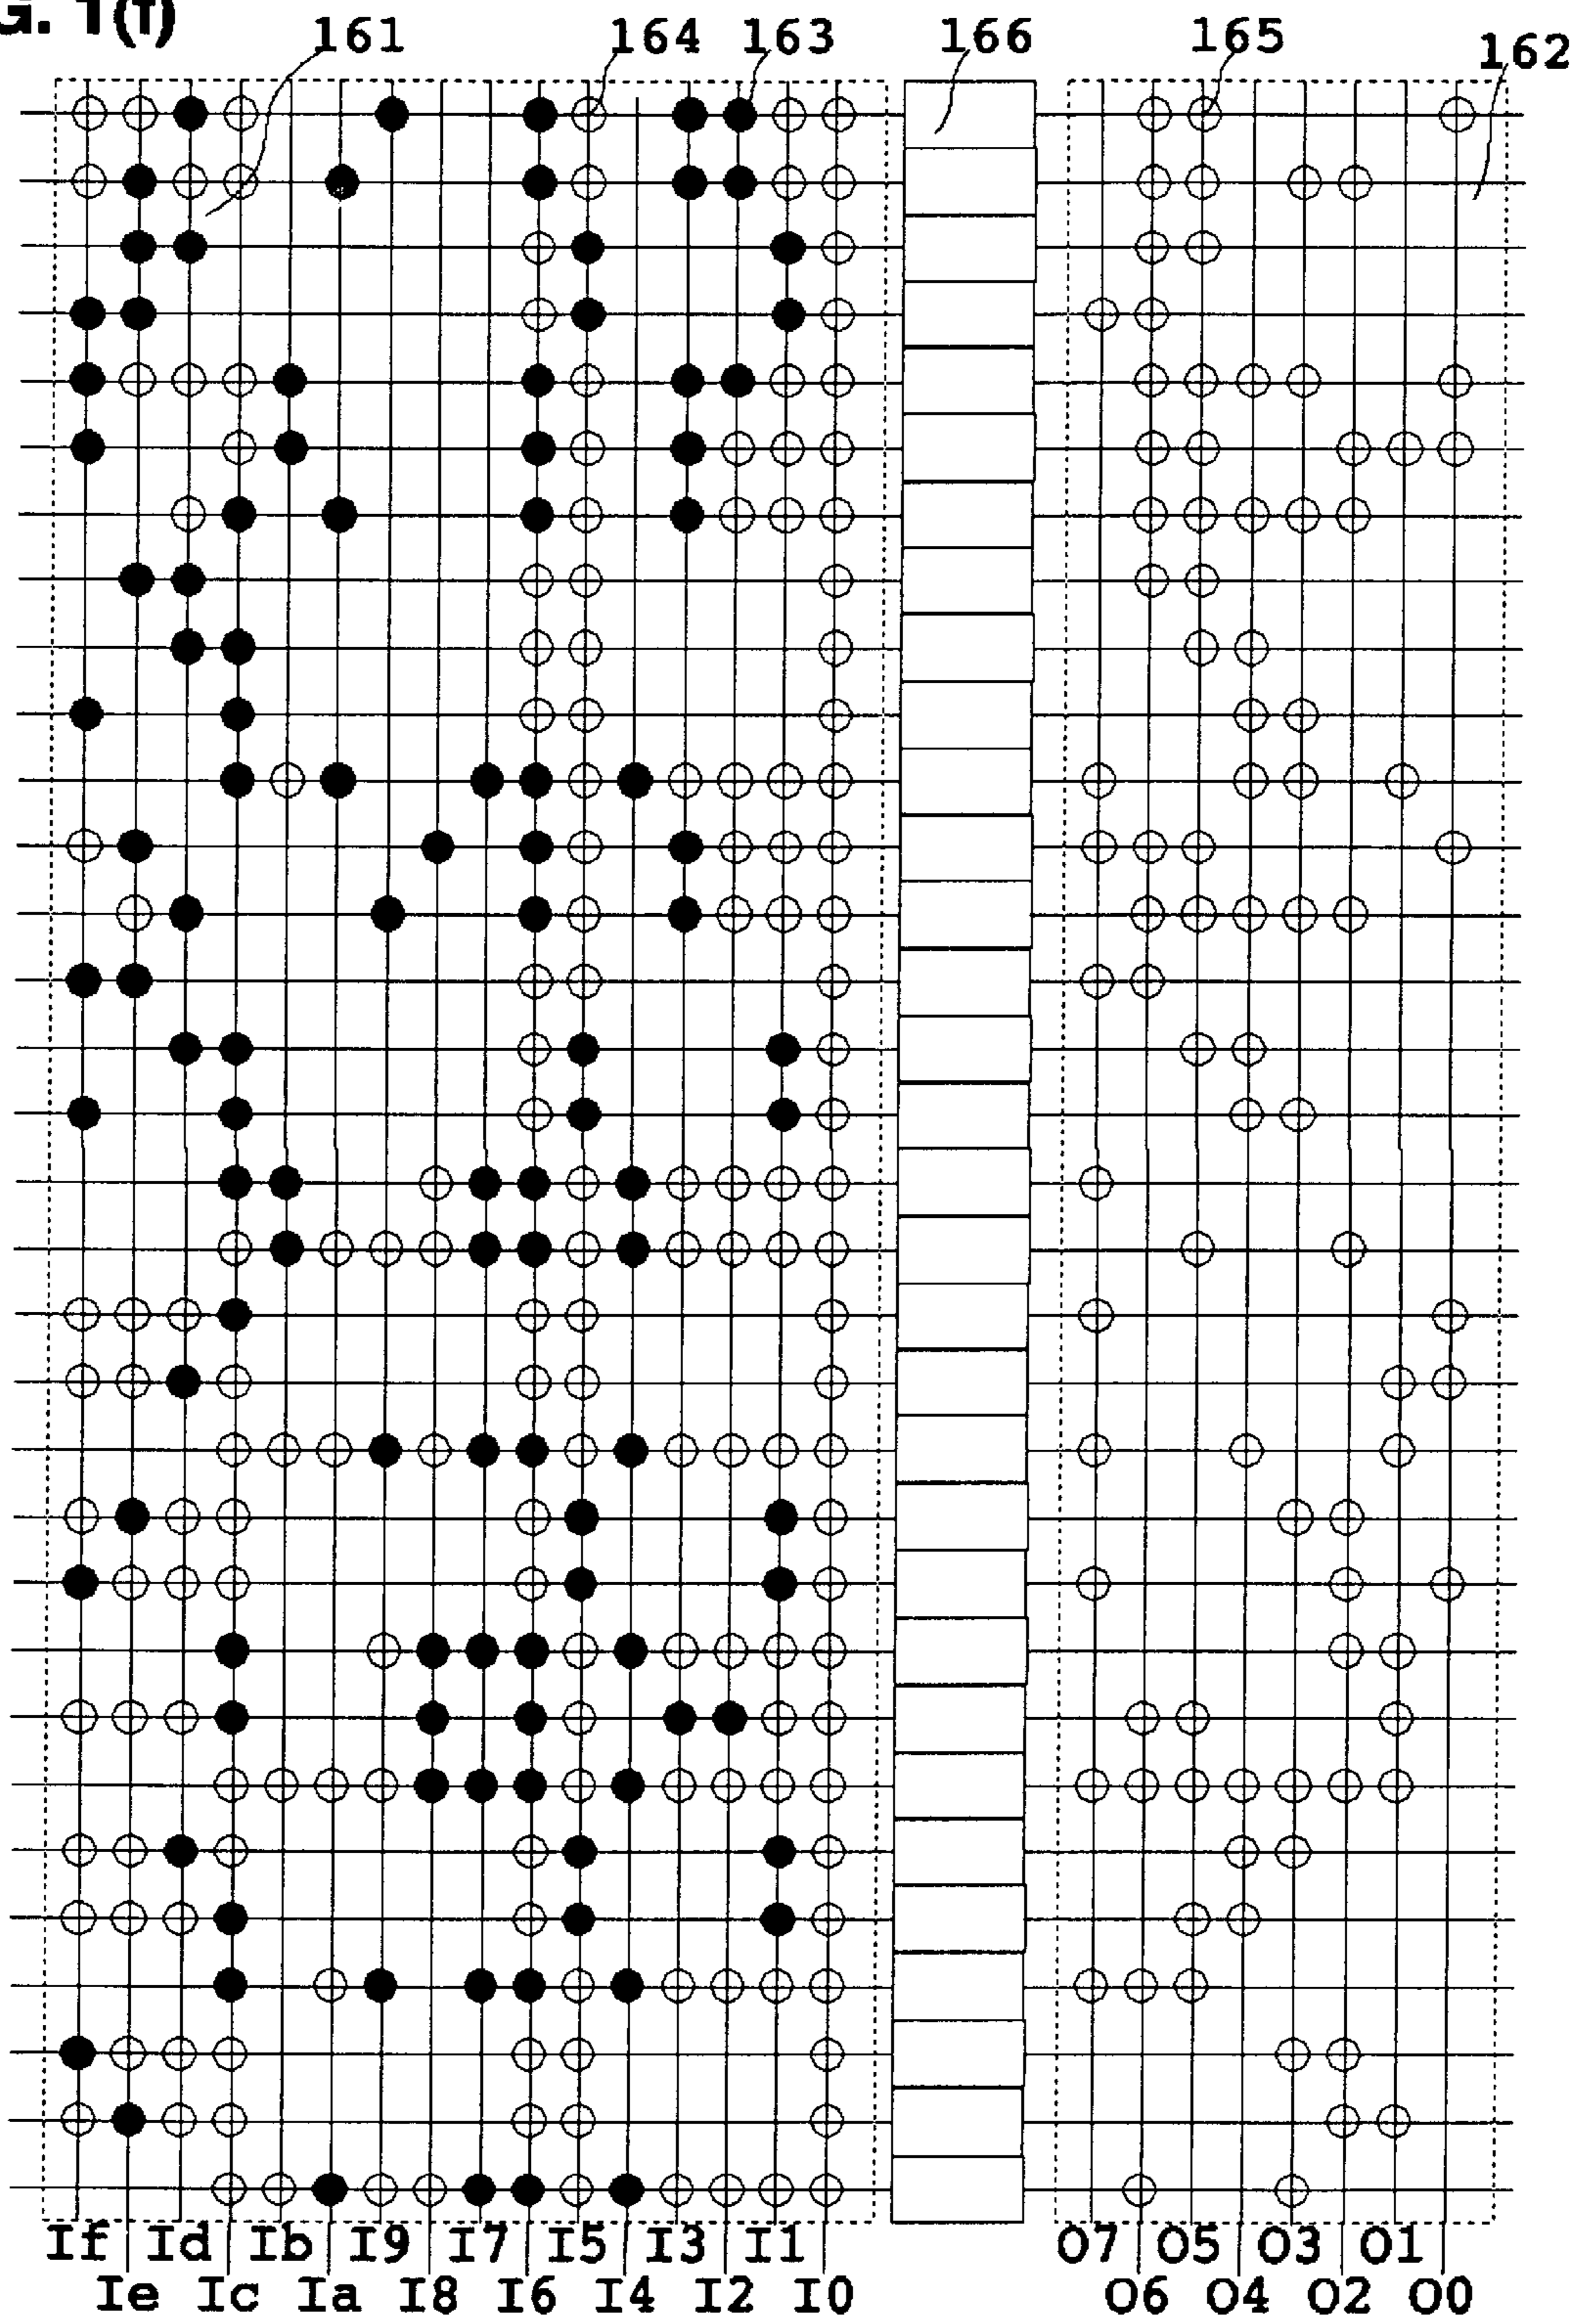 G. 1(f)
161 164 163 166 165 162
If Id Ib I9 I7 I5 I3 I1 O7 O5 O3 O1
Ie Ic Ia I8 I6 I4 I2 I0 O6 O4 O2 O0